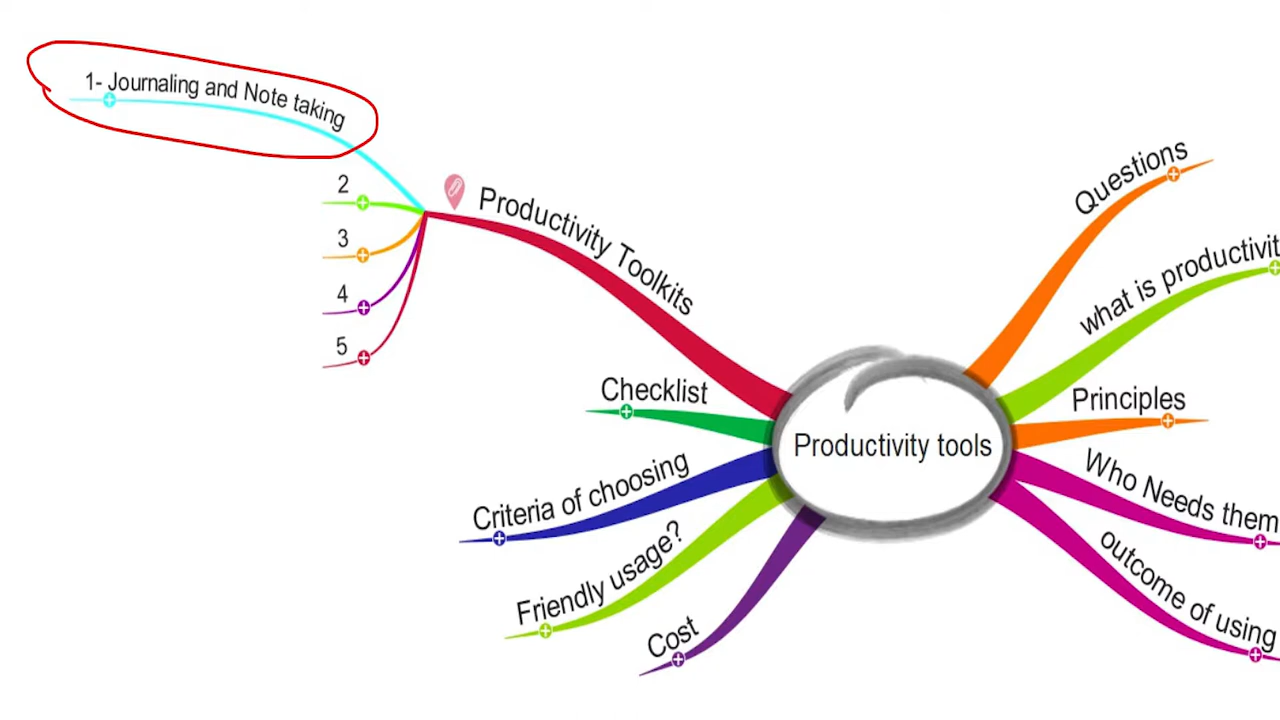 1- Journaling and Note taking
2
3
4
5
Productivity Toolkits
Checklist
Criteria of choosing
Friendly usage?
Cost
Productivity tools
Questions
what is productivit
Principles
Who Needs them
outcome of using